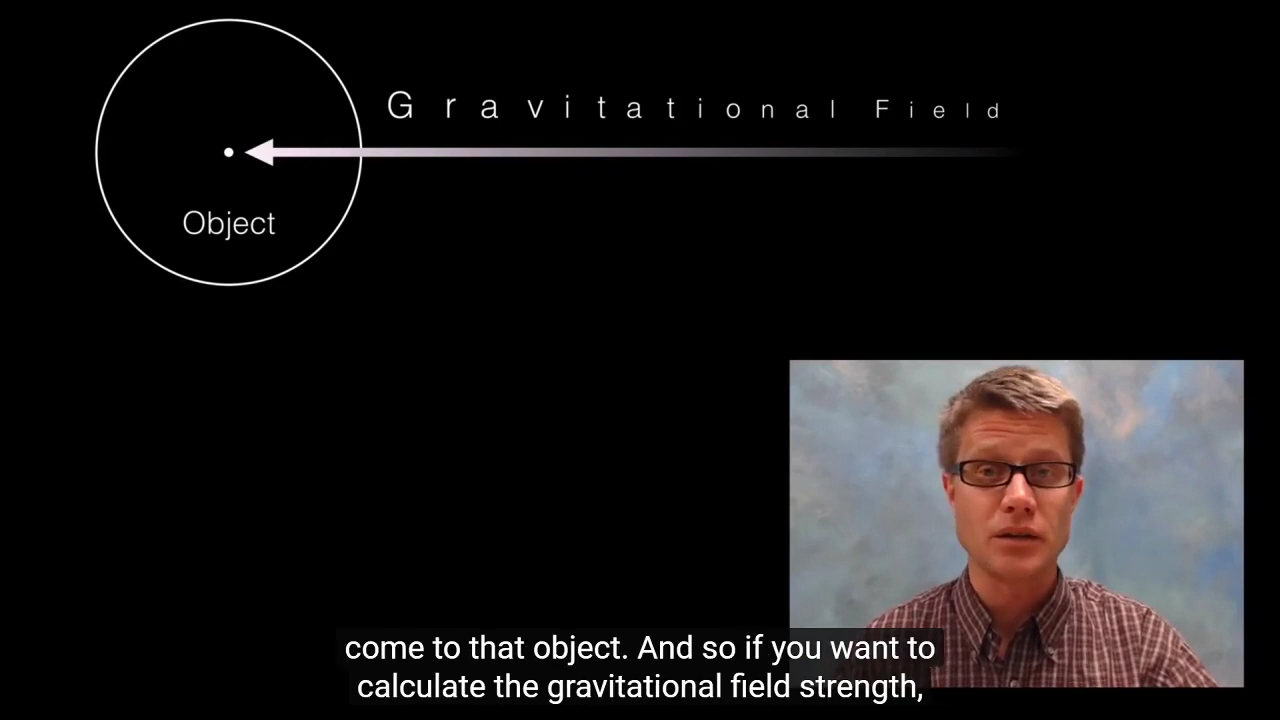 Gravitational Field
Object
come to that object. And so if you want to
calculate the gravitational field strength,